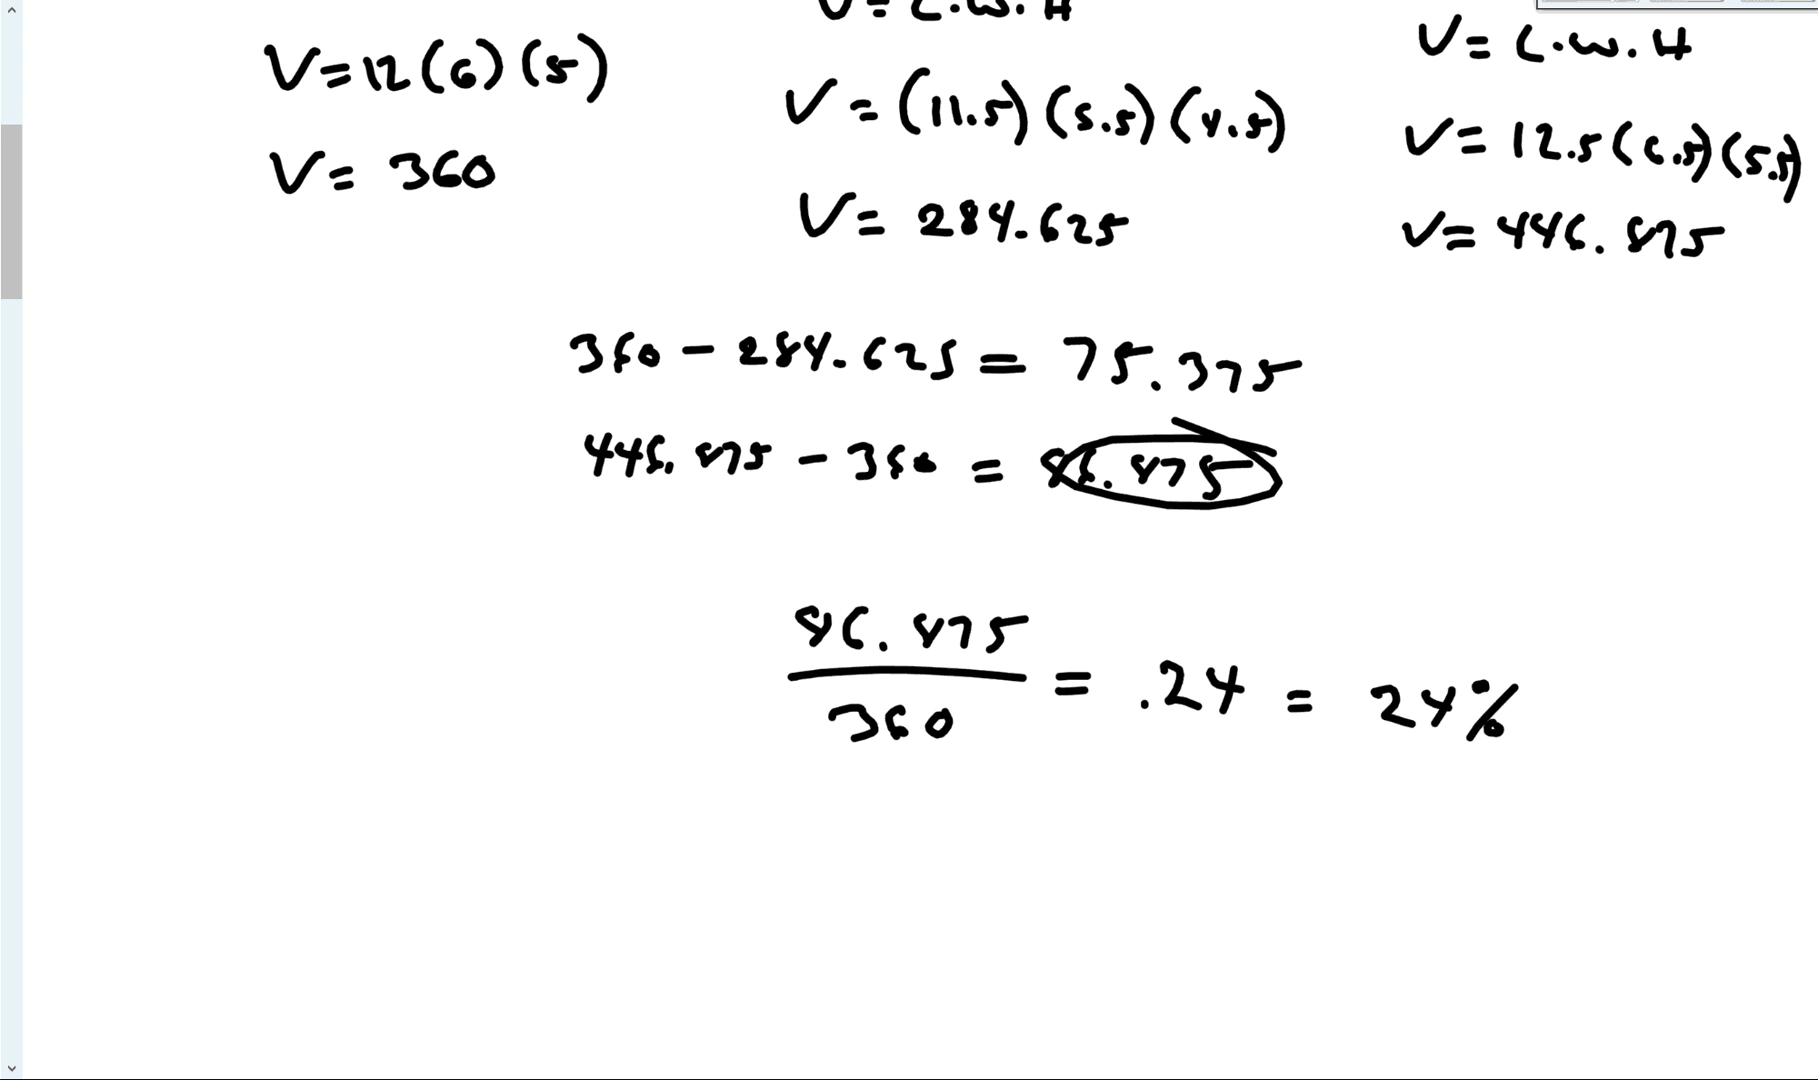 V=12(6)(5)
V= 360
V= L.W.H
V=(11.5)(5.5)(4.5)
V= 284.625
V= L.W.H
V= 12.5(6.5)(5.5)
V= 446.875
360 - 284.625 = 75.375
446.875 - 360 = 86.875
86.875
360
= .24 = 24%